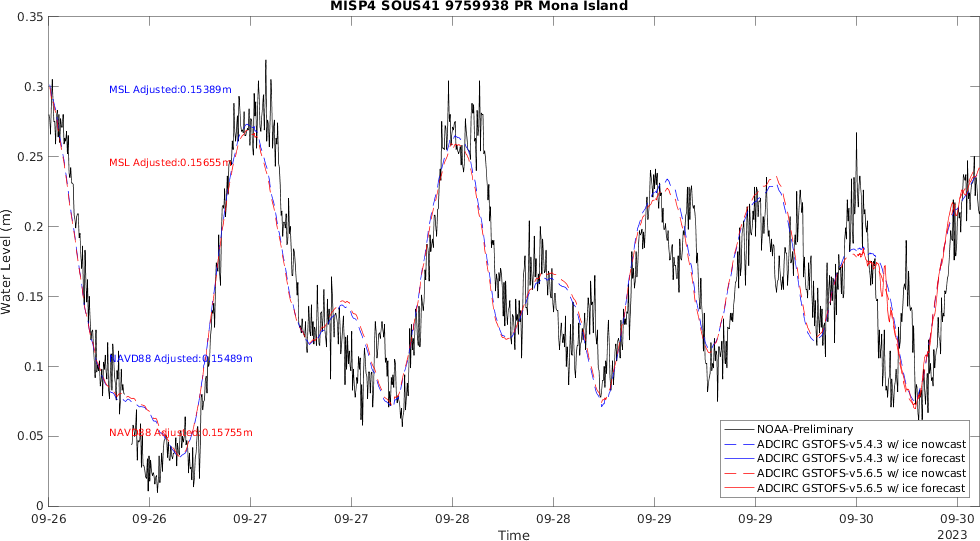 MISP4 SOUS41 9759938 PR Mona Island
0.35
0.3
0.25
0.2
0.15
0.1
0.05
0
Water Level (m)
MSL Adjusted:0.15389m
MSL Adjusted:0.15655m
NAVD88 Adjusted:0.15489m
NAVD88 Adjusted:0.15755m
NOAA-Preliminary
ADCIRC GSTOFS-v5.4.3 w/ ice nowcast
ADCIRC GSTOFS-v5.4.3 w/ ice forecast
ADCIRC GSTOFS-v5.6.5 w/ ice nowcast
ADCIRC GSTOFS-v5.6.5 w/ ice forecast
09-26 09-26 09-27 09-27 09-28 09-28 09-29 09-29 09-30 09-30
2023
Time